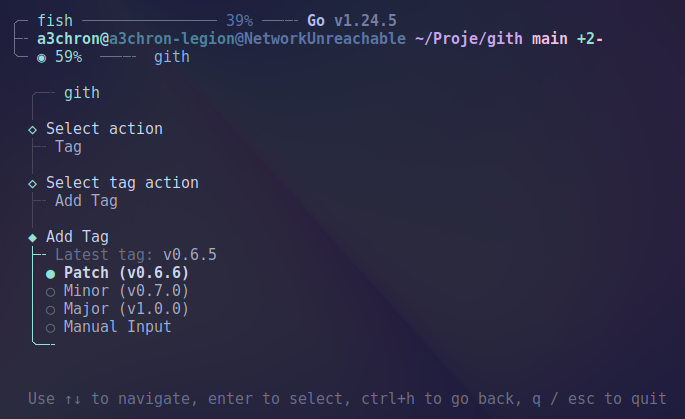 fish 39% Go v1.24.5
a3chron@a3chron-legion@NetworkUnreachable ~/Proje/gith main +2-
◉ 59% gith
gith
◇ Select action
Tag
◇ Select tag action
Add Tag
◆ Add Tag
Latest tag: v0.6.5
● Patch (v0.6.6)
○ Minor (v0.7.0)
○ Major (v1.0.0)
○ Manual Input
Use ↑↓ to navigate, enter to select, ctrl+h to go back, q / esc to quit